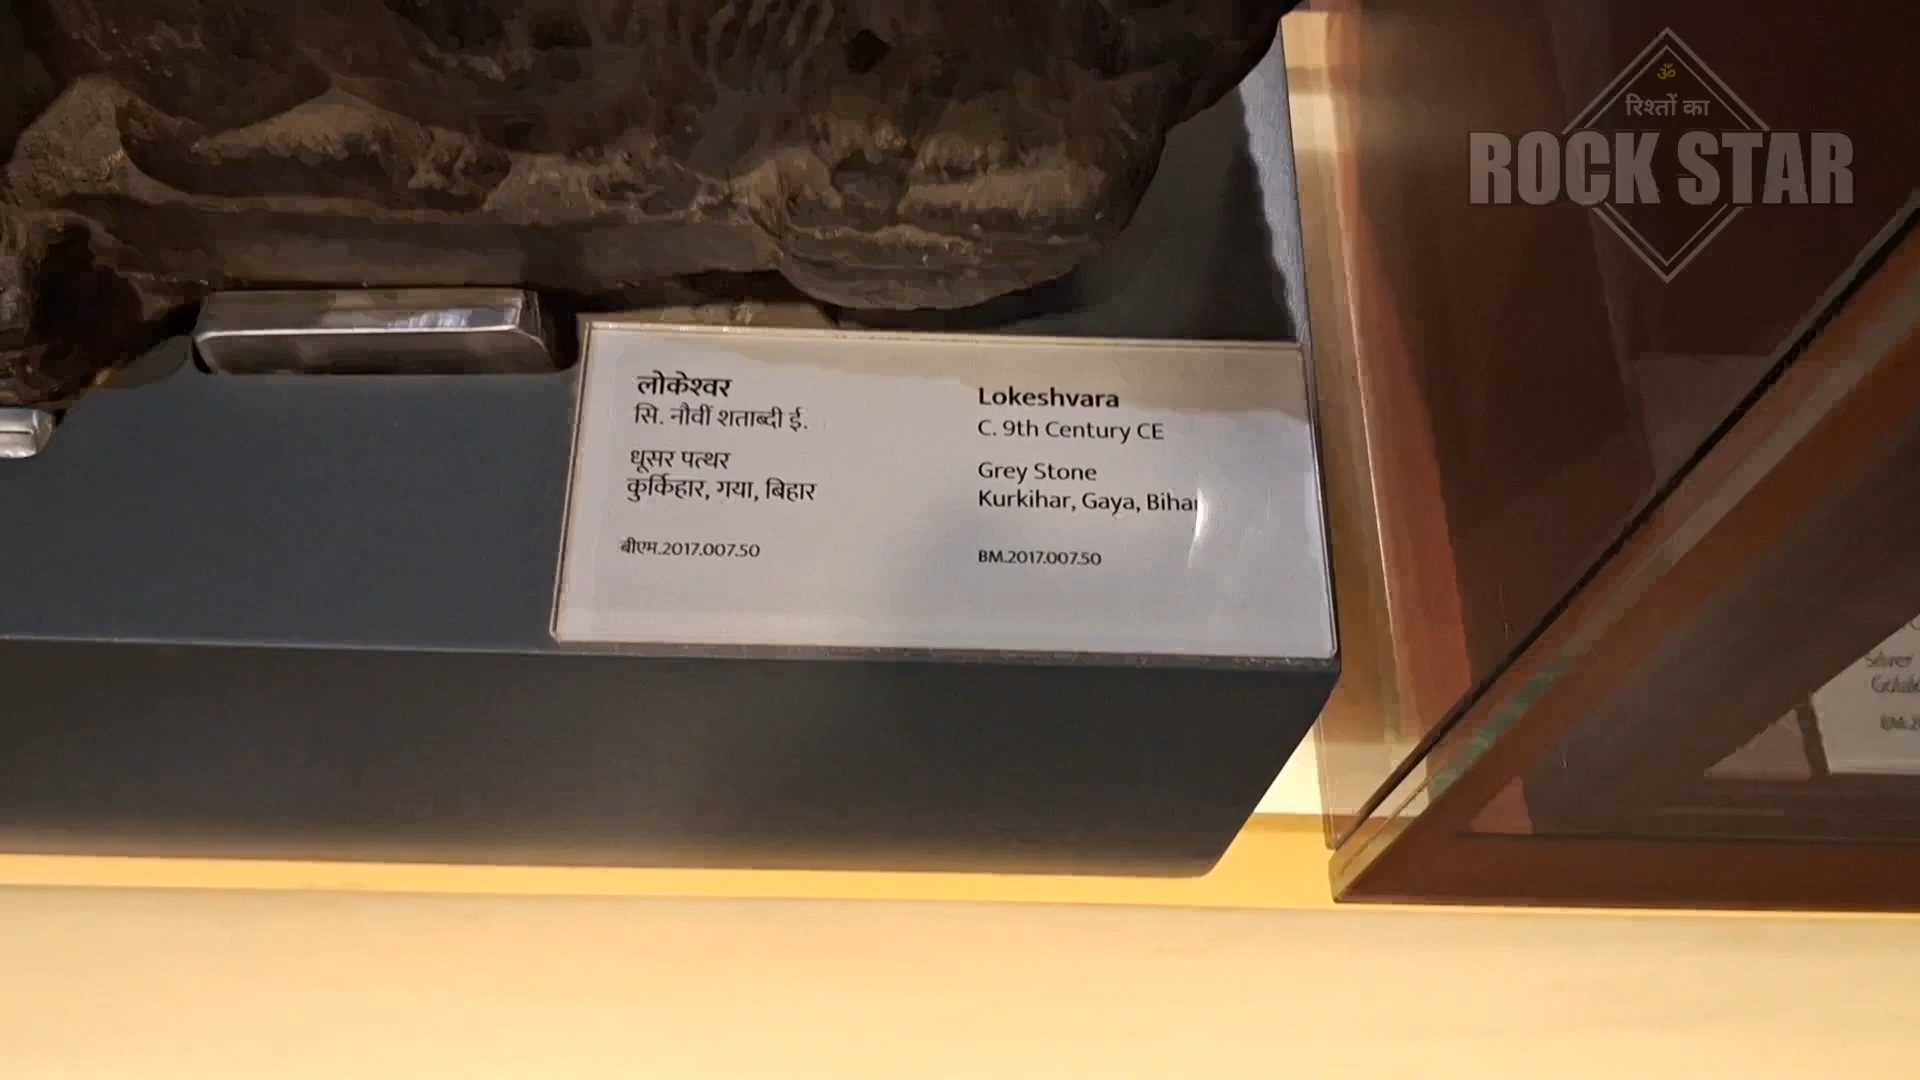 ॐ
रिश्तों का
ROCK STAR
लोकेश्वर
सि. नौवीं शताब्दी ई.
धूसर पत्थर
कुर्किहार, गया, बिहार
बीएम.2017.007.50
Lokeshvara
C. 9th Century CE
Grey Stone
Kurkihar, Gaya, Bihar
BM.2017.007.50